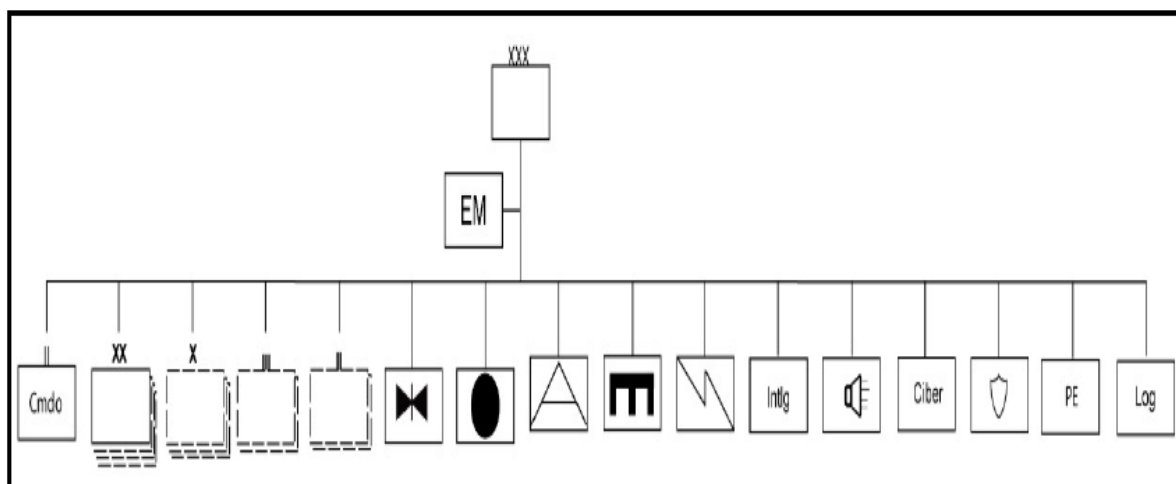 XXX
EM
II
XX
X
III
II
Cmdo
Intlg
Ciber
PE
Log